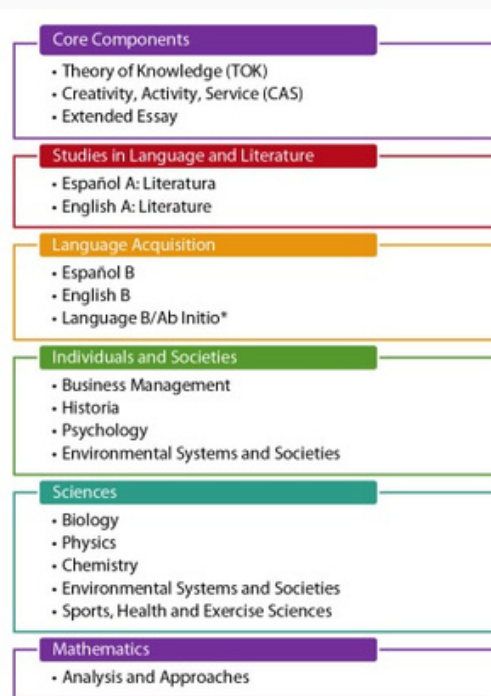 Core Components
• Theory of Knowledge (TOK)
• Creativity, Activity, Service (CAS)
• Extended Essay
Studies in Language and Literature
• Español A: Literatura
• English A: Literature
Language Acquisition
• Español B
• English B
• Language B/Ab Initio*
Individuals and Societies
• Business Management
• Historia
• Psychology
• Environmental Systems and Societies
Sciences
• Biology
• Physics
• Chemistry
• Environmental Systems and Societies
• Sports, Health and Exercise Sciences
Mathematics
• Analysis and Approaches